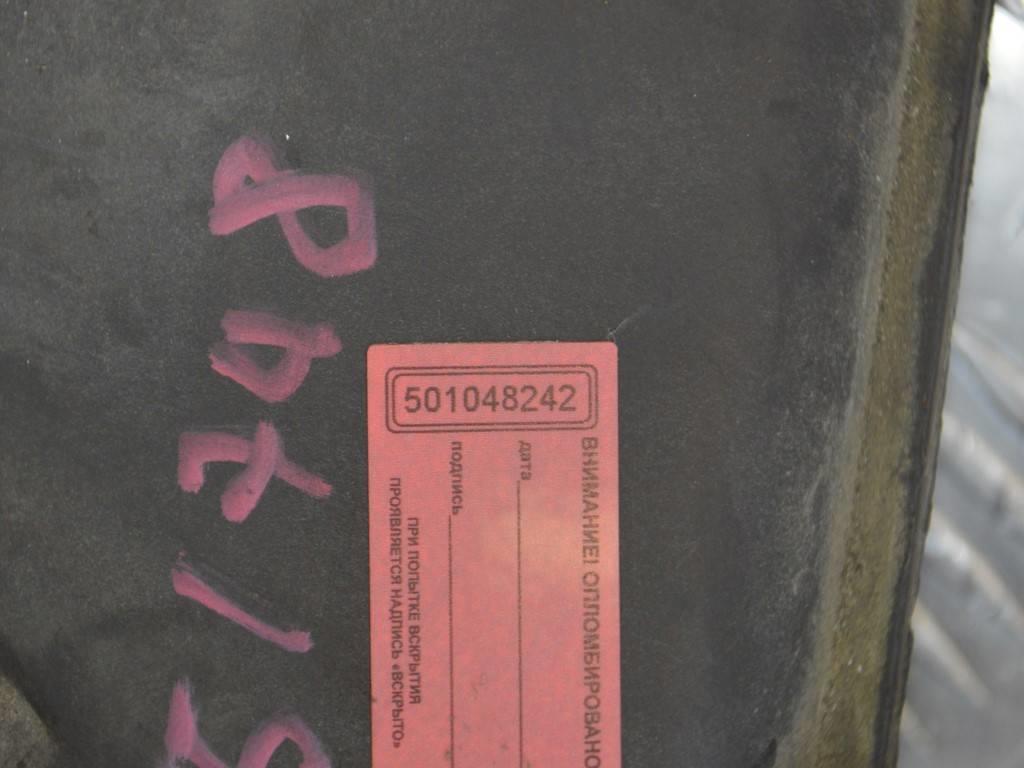 501048242
ВНИМАНИЕ! ОПЛОМБИРОВАНО
дата
подпись
ПРИ ПОПЫТКЕ ВСКРЫТИЯ
ПРОЯВЛЯЕТСЯ НАДПИСЬ «ВСКРЫТО»